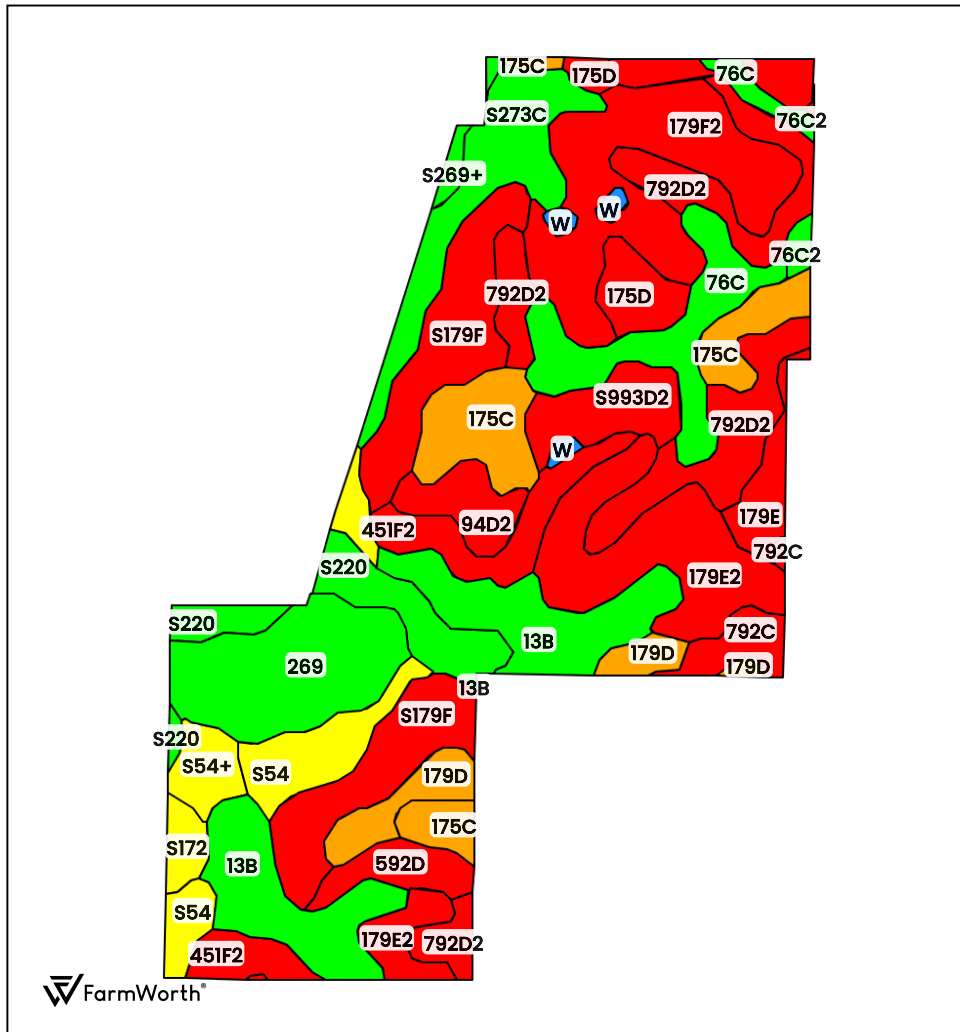 175C
175D
76C
S273C
76C2
179F2
S269+
792D2
W
W
76C2
76C
792D2
175D
S179F
175C
S993D2
175C
792D2
W
179E
94D2
451F2
792C
S220
179E2
S220
792C
13B
179D
269
179D
13B
S179F
S220
S54+
S54
179D
175C
S172
13B
592D
S54
179E2
792D2
451F2
FarmWorth®